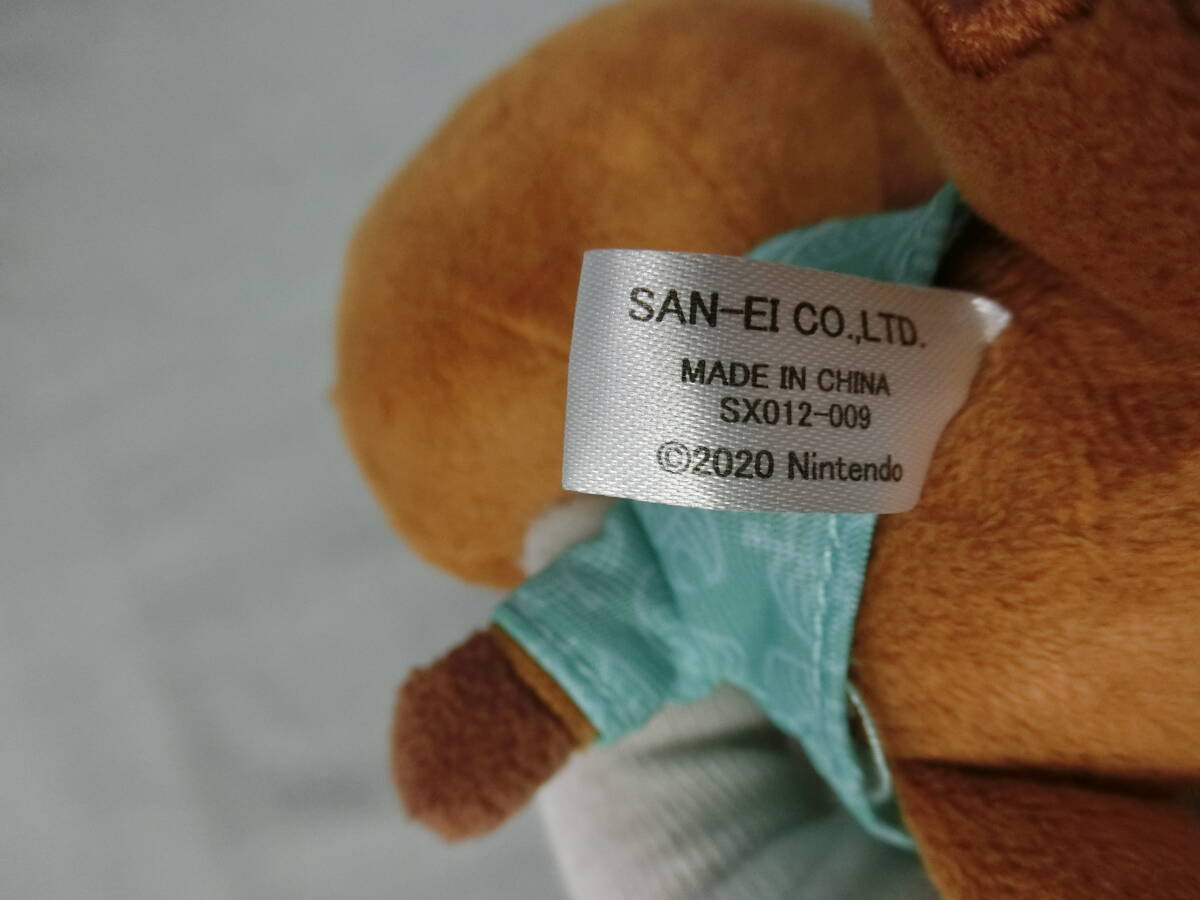 SAN-EI CO.,LTD.
MADE IN CHINA
SX012-009
©2020 Nintendo